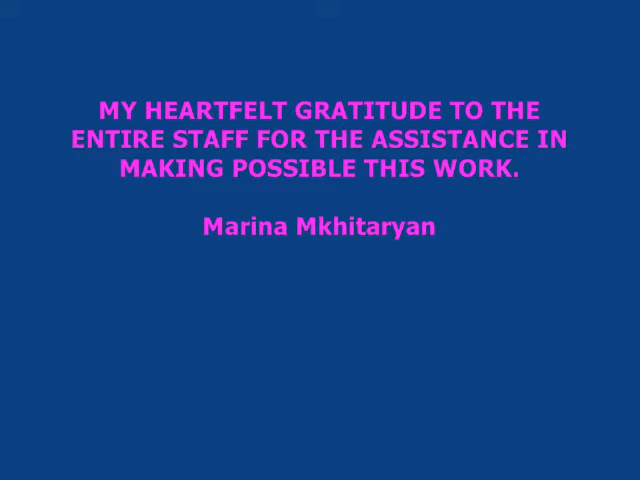 MY HEARTFELT GRATITUDE TO THE
ENTIRE STAFF FOR THE ASSISTANCE IN
MAKING POSSIBLE THIS WORK.
Marina Mkhitaryan